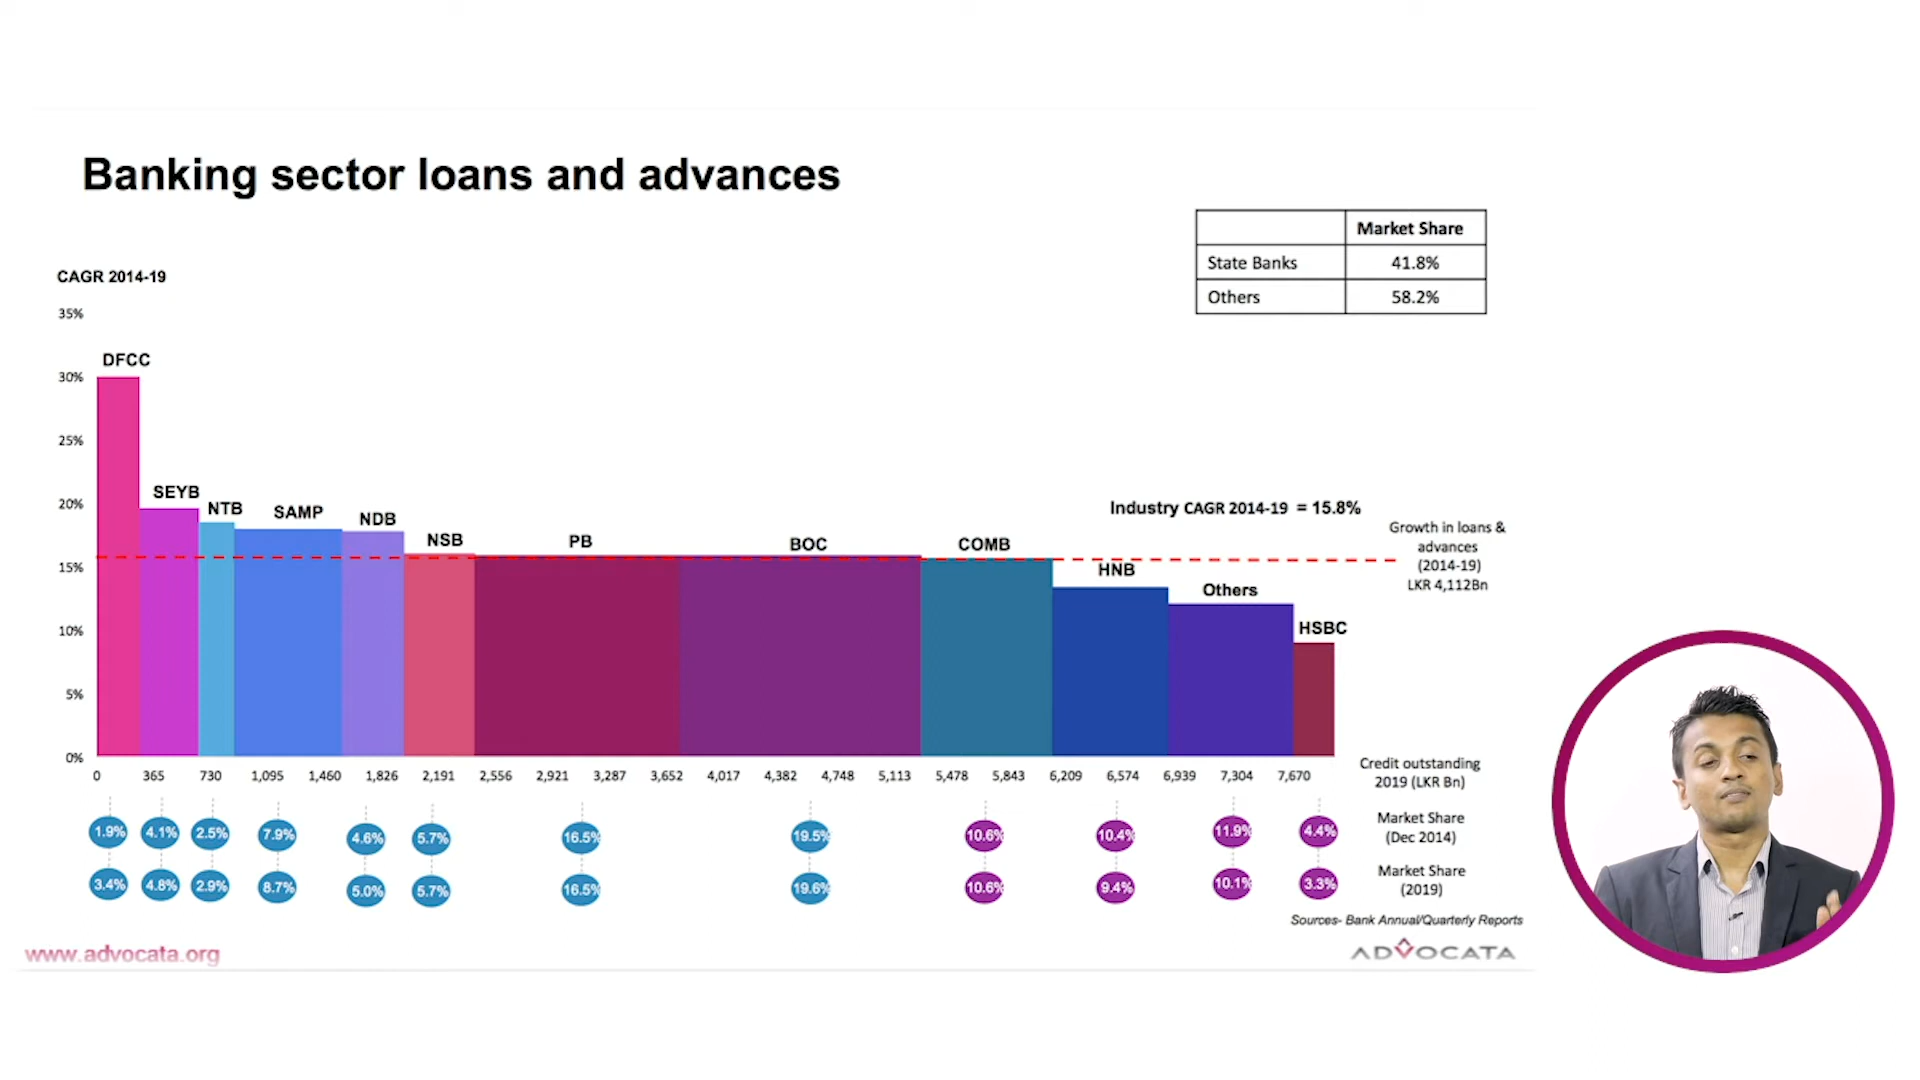 Banking sector loans and advances
Market Share
State Banks 41.8%
Others 58.2%
CAGR 2014-19
35%
DFCC
30%
25%
SEYB
20%
NTB
SAMP
NDB
Industry CAGR 2014-19 = 15.8%
Growth in loans &
advances
(2014-19)
LKR 4,112Bn
NSB
PB
BOC
COMB
15%
HNB
Others
10%
HSBC
5%
0%
0 365 730 1,095 1,460 1,826 2,191 2,556 2,921 3,287 3,652 4,017 4,382 4,748 5,113 5,478 5,843 6,209 6,574 6,939 7,304 7,670
Credit outstanding
2019 (LKR Bn)
1.9% 4.1% 2.5% 7.9% 4.6% 5.7% 16.5% 19.5% 10.6% 10.4% 11.9% 4.4%
Market Share
(Dec 2014)
3.4% 4.8% 2.9% 8.7% 5.0% 5.7% 16.5% 19.6% 10.6% 9.4% 10.1% 3.3%
Market Share
(2019)
Sources- Bank Annual/Quarterly Reports
www.advocata.org
ADVOCATA